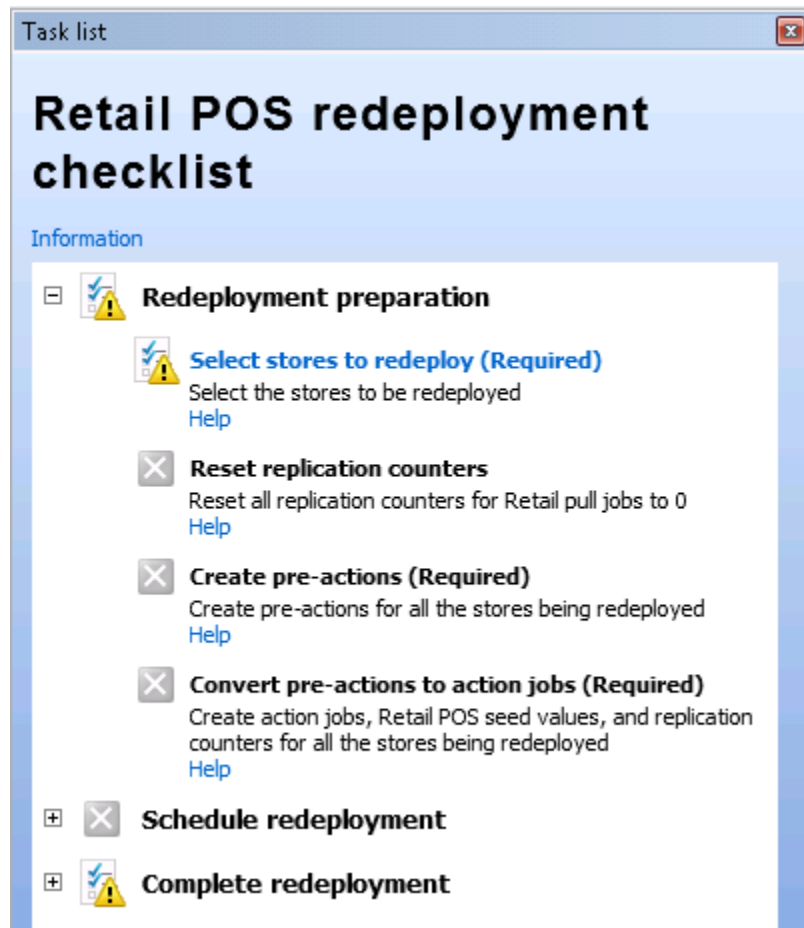 Task list
Retail POS redeployment
checklist
Information
Redeployment preparation
Select stores to redeploy (Required)
Select the stores to be redeployed
Help
Reset replication counters
Reset all replication counters for Retail pull jobs to 0
Help
Create pre-actions (Required)
Create pre-actions for all the stores being redeployed
Help
Convert pre-actions to action jobs (Required)
Create action jobs, Retail POS seed values, and replication
counters for all the stores being redeployed
Help
Schedule redeployment
Complete redeployment